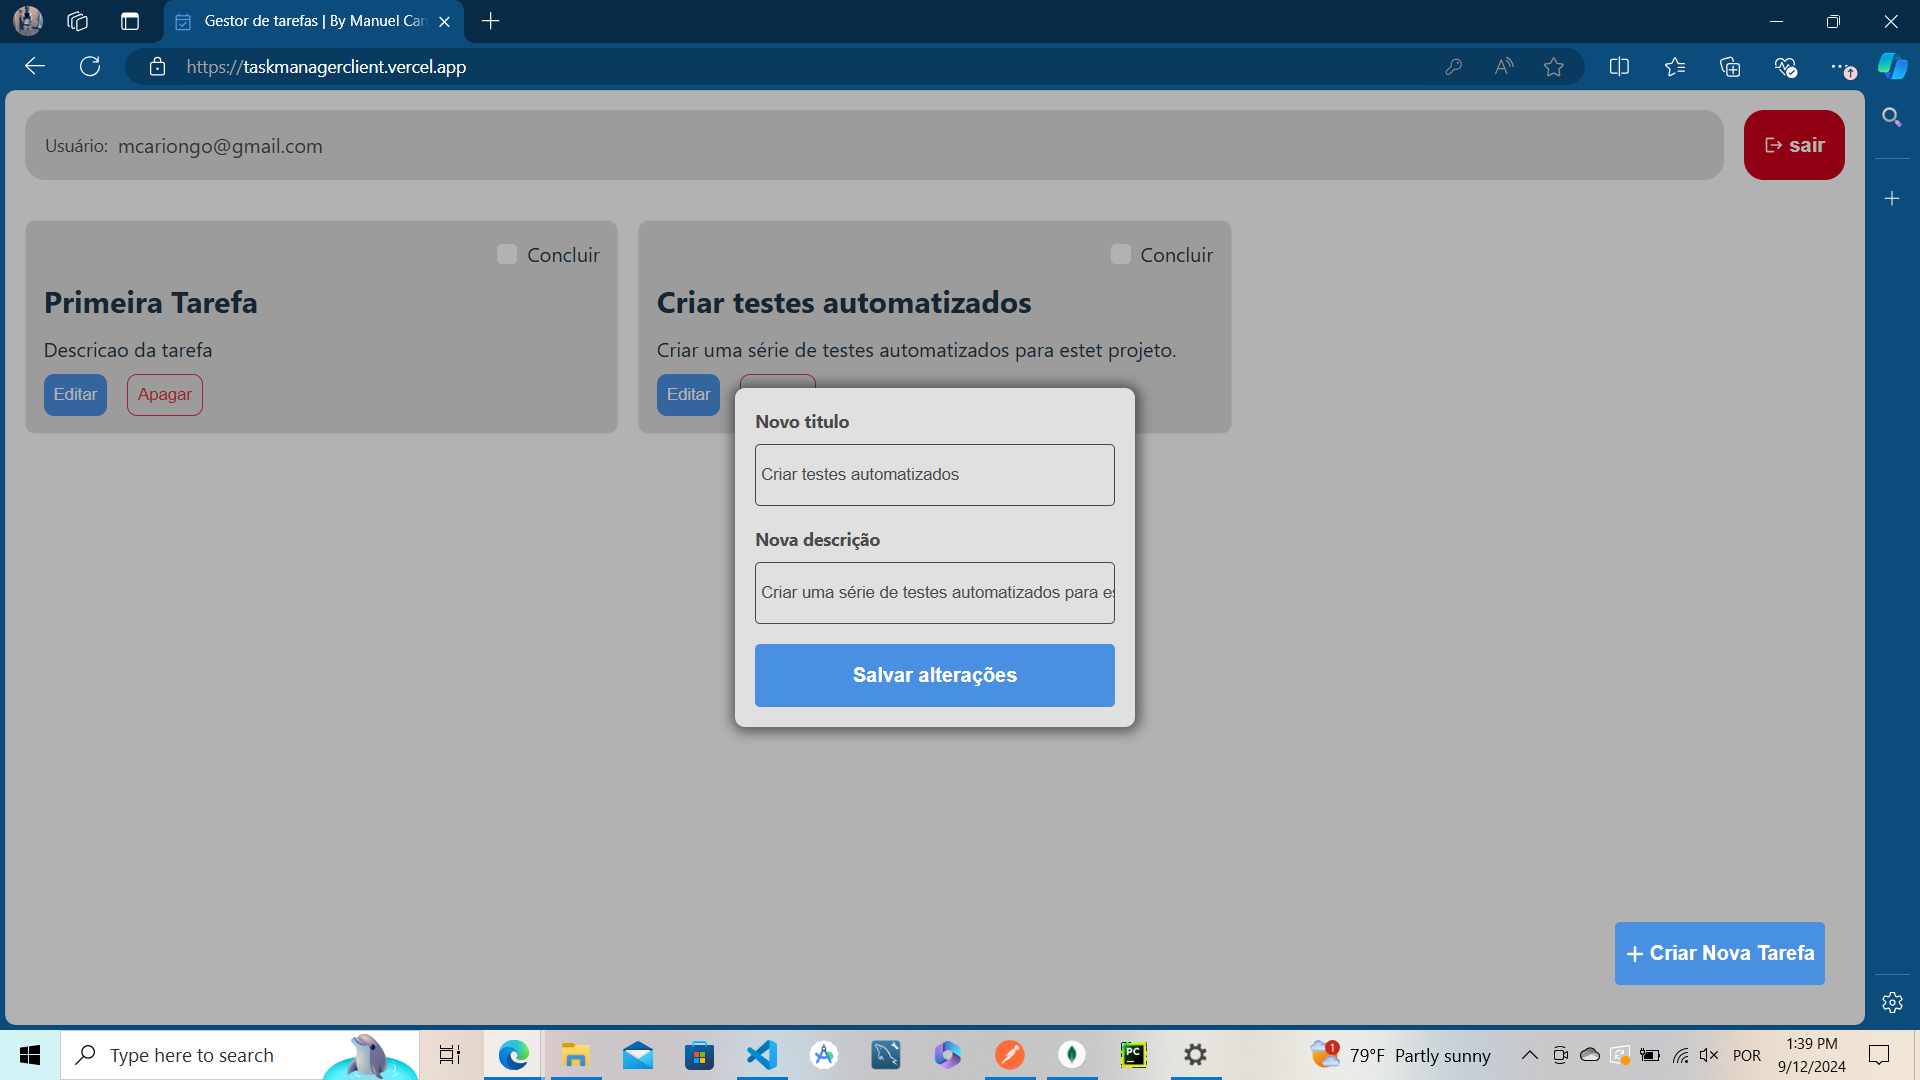 Gestor de tarefas | By Manuel Car
https://taskmanagerclient.vercel.app
Usuário: mcariongo@gmail.com
sair
Concluir
Primeira Tarefa
Descricao da tarefa
Editar
Apagar
Concluir
Criar testes automatizados
Criar uma série de testes automatizados para estet projeto.
Editar
Novo titulo
Criar testes automatizados
Nova descrição
Criar uma série de testes automatizados para es
Salvar alterações
+ Criar Nova Tarefa
Type here to search
PC
1
79°F Partly sunny
POR
1:39 PM
9/12/2024